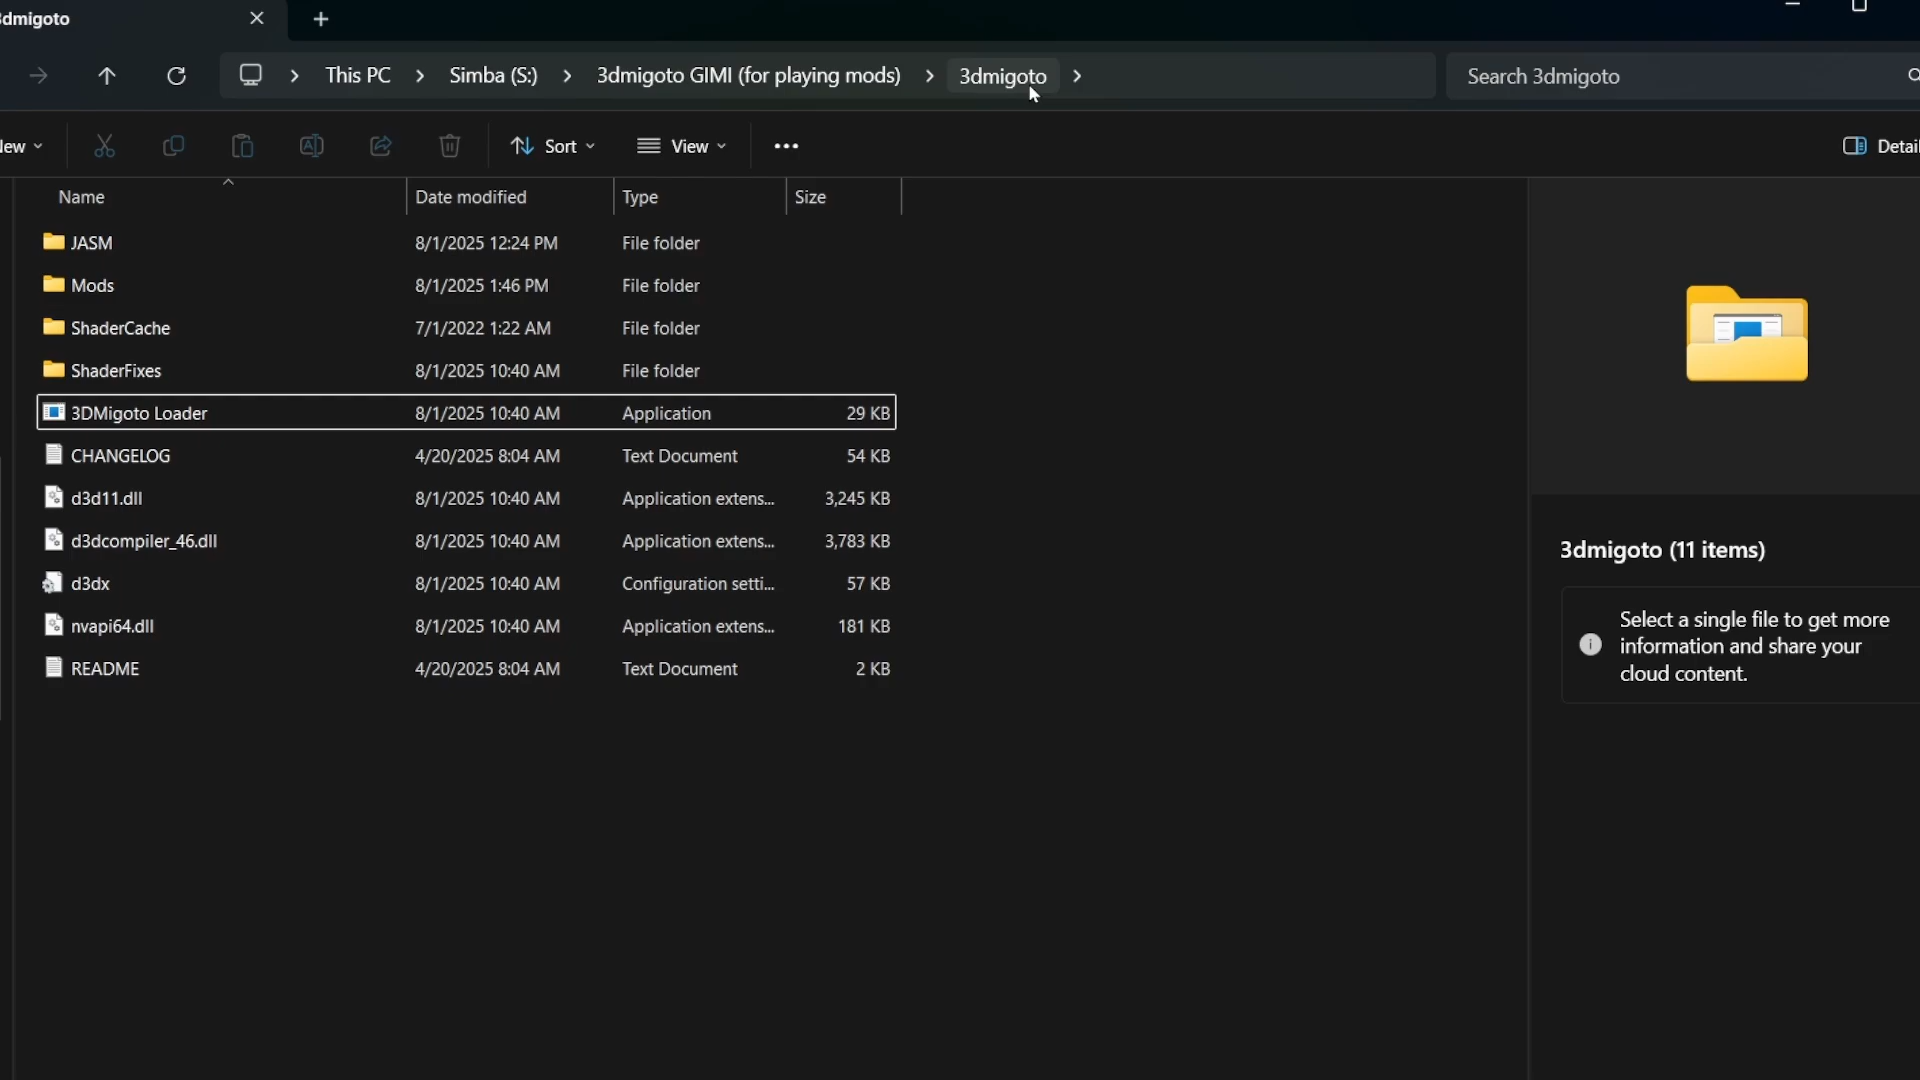 3dmigoto
This PC > Simba (S:) > 3dmigoto GIMI (for playing mods) > 3dmigoto >
Search 3dmigoto
Sort
View
Name Date modified Type Size
JASM 8/1/2025 12:24 PM File folder
Mods 8/1/2025 1:46 PM File folder
ShaderCache 7/1/2022 1:22 AM File folder
ShaderFixes 8/1/2025 10:40 AM File folder
3DMigoto Loader 8/1/2025 10:40 AM Application 29 KB
CHANGELOG 4/20/2025 8:04 AM Text Document 54 KB
d3d11.dll 8/1/2025 10:40 AM Application extens... 3,245 KB
d3dcompiler_46.dll 8/1/2025 10:40 AM Application extens... 3,783 KB
d3dx 8/1/2025 10:40 AM Configuration setti... 57 KB
nvapi64.dll 8/1/2025 10:40 AM Application extens... 181 KB
README 4/20/2025 8:04 AM Text Document 2 KB
3dmigoto (11 items)
Select a single file to get more
information and share your
cloud content.